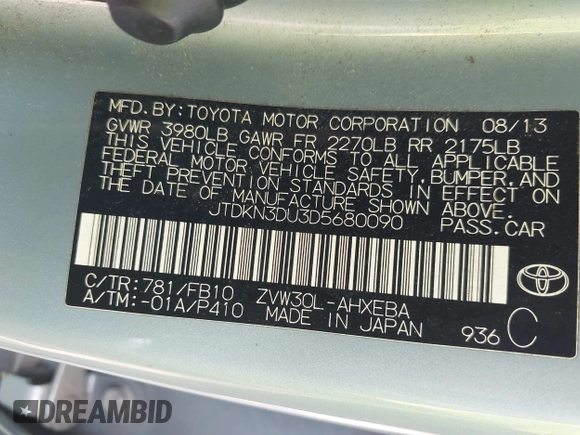 MFD. BY: TOYOTA MOTOR CORPORATION 08/13
GVWR 3980LB GAWR FR 2270LB RR 2175LB
THIS VEHICLE CONFORMS TO ALL APPLICABLE
FEDERAL MOTOR VEHICLE SAFETY, BUMPER, AND
THEFT PREVENTION STANDARDS IN EFFECT ON
THE DATE OF MANUFACTURE SHOWN ABOVE.
JTDKN3DU3D5680090 PASS.CAR
C/TR: 781/FB10 ZVW30L-AHXEBA
A/TM: -01A/P410 MADE IN JAPAN
936 C
TOYOTA
DREAMBID